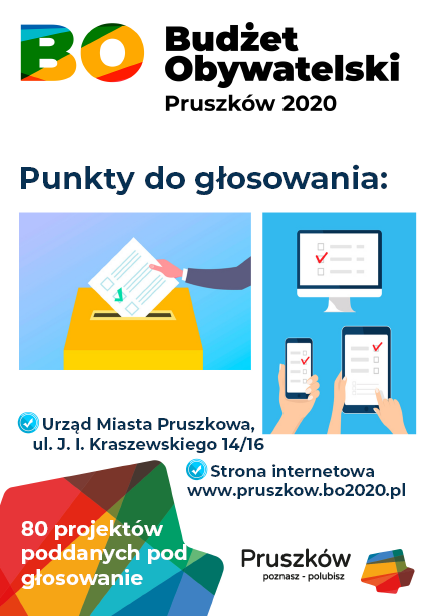 BO Budżet
Obywatelski
Pruszków 2020
Punkty do głosowania:
Urząd Miasta Pruszkowa,
ul. J. I. Kraszewskiego 14/16
Strona internetowa
www.pruszkow.bo2020.pl
80 projektów
poddanych pod
głosowanie
Pruszków
poznasz - polubisz